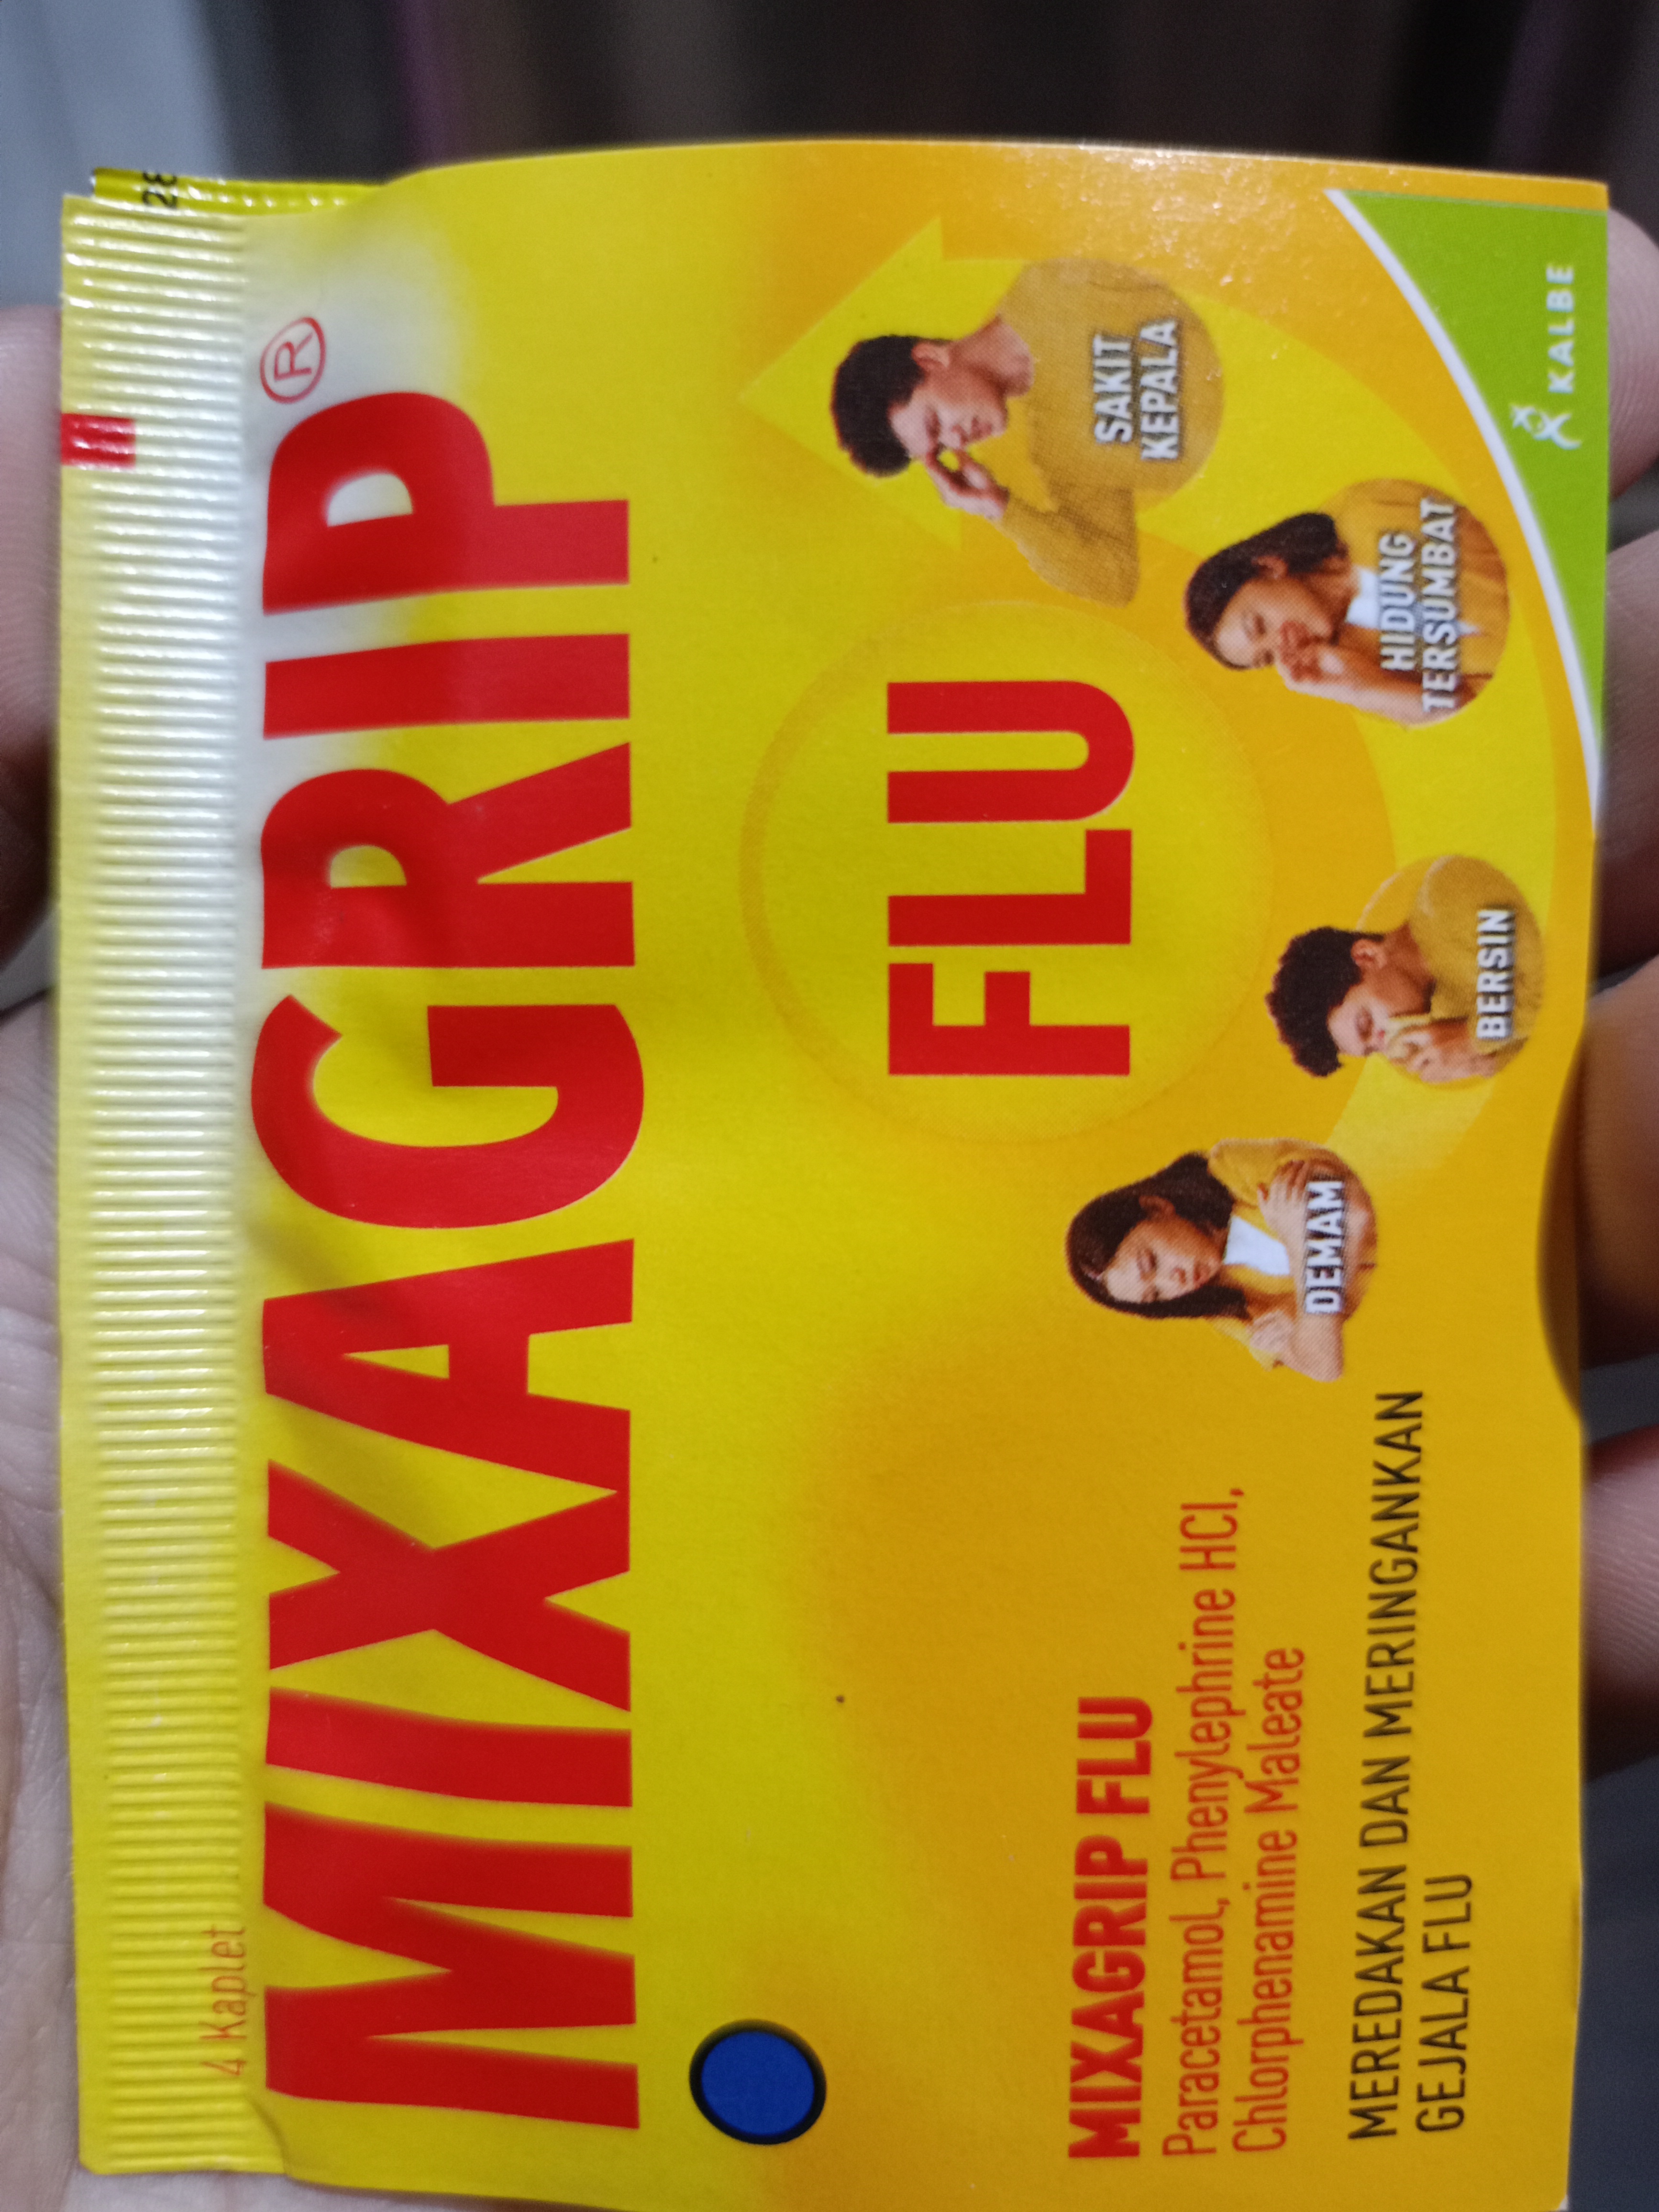 4 Kaplet
MIXAGRIP®
FLU
MIXAGRIP FLU
Paracetamol, Phenylephrine HCl,
Chlorphenamine Maleate
MEREDAKAN DAN MERINGANKAN
GEJALA FLU
DEMAM
BERSIN
HIDUNG
TERSUMBAT
SAKIT
KEPALA
KALBE